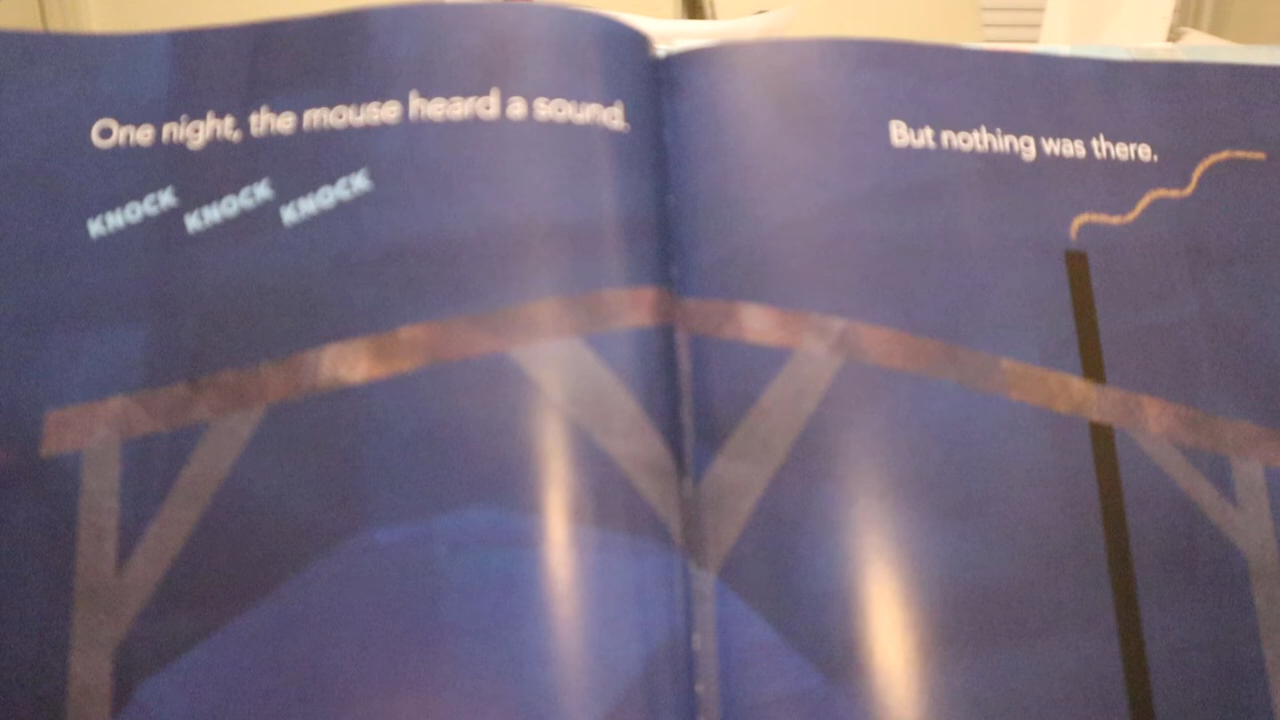 One night, the mouse heard a sound.
KNOCK KNOCK KNOCK
But nothing was there.